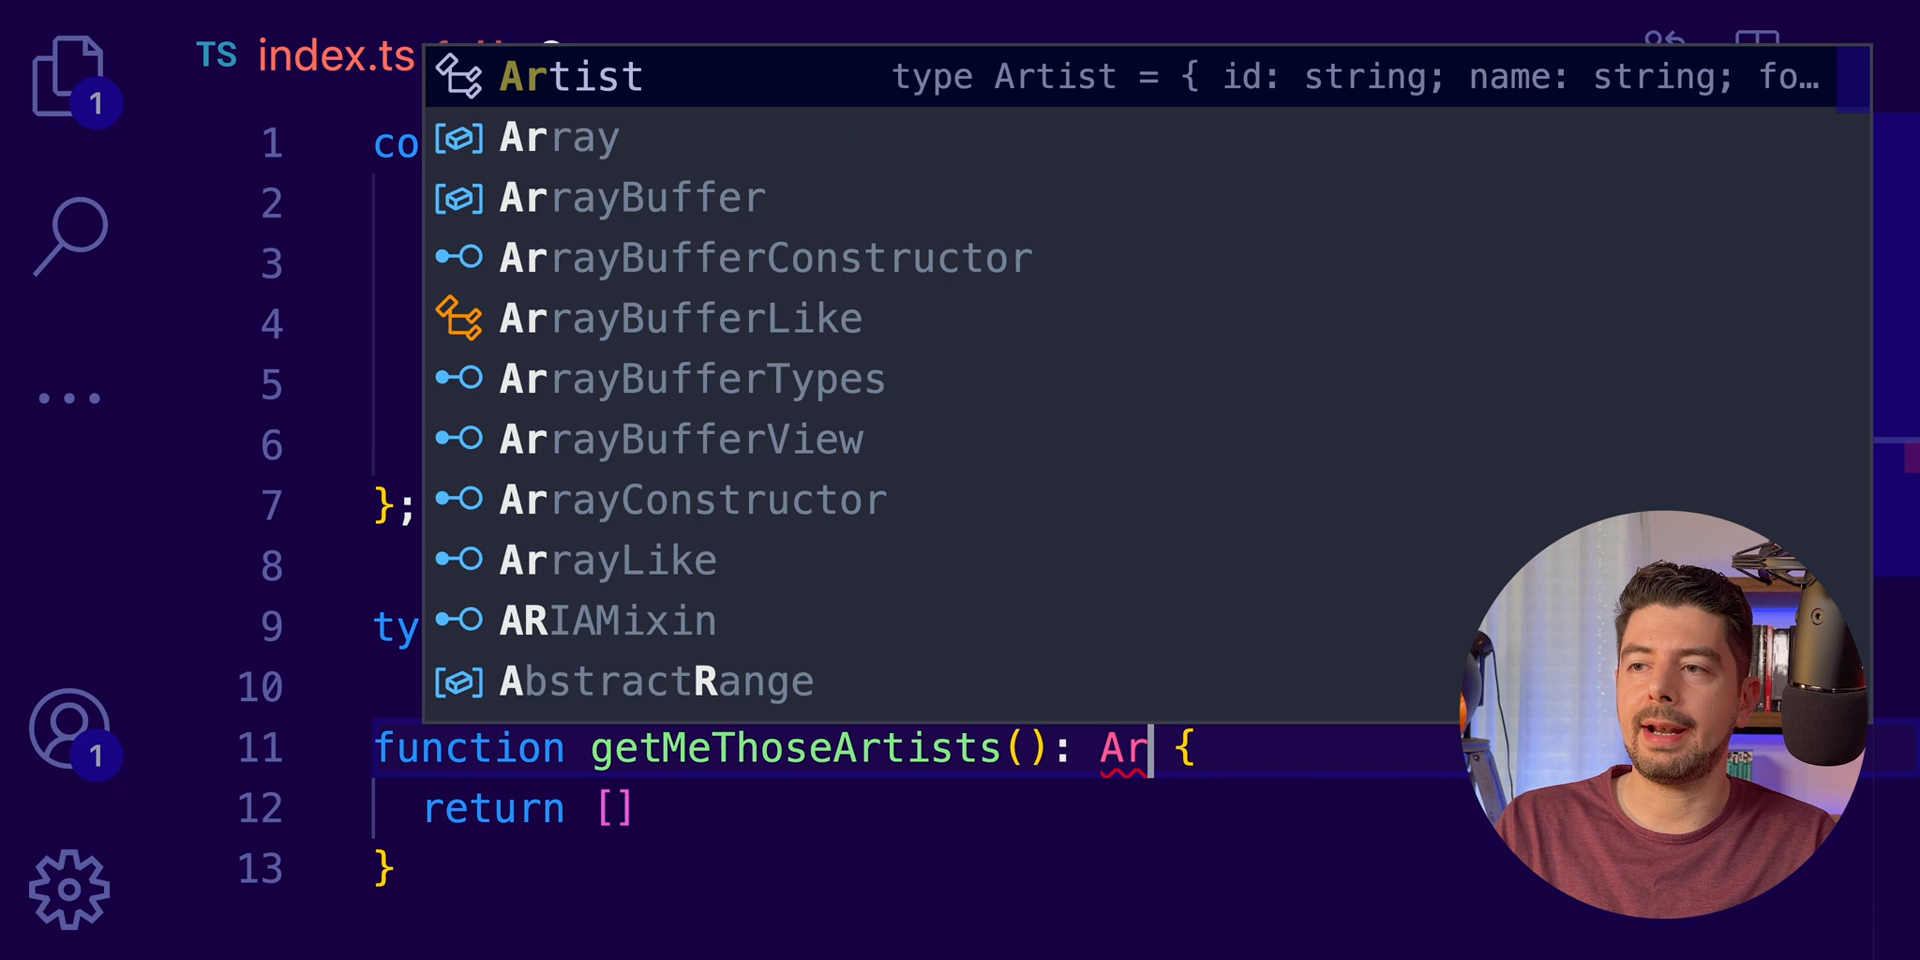 TS index.ts
1
Artist type Artist = { id: string; name: string; fo…
1 co
Array
2
ArrayBuffer
3
ArrayBufferConstructor
4
ArrayBufferLike
5
ArrayBufferTypes
6
ArrayBufferView
7 };
ArrayConstructor
8
ArrayLike
9 ty
ARIAMixin
10
AbstractRange
11 function getMeThoseArtists(): Ar {
1
12 return []
13 }